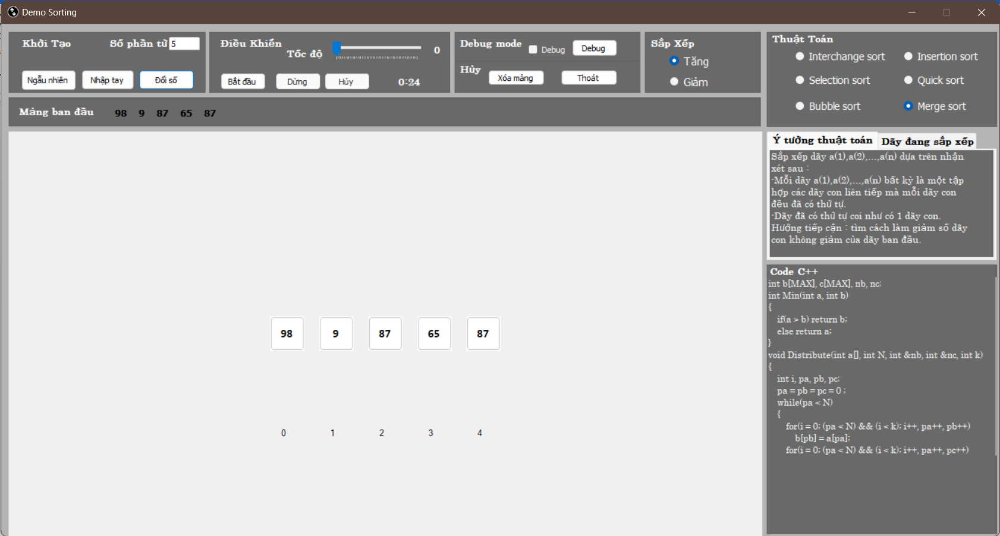 Demo Sorting
Khởi Tạo
Số phần tử 5
Ngẫu nhiên
Nhập tay
Đổi số
Điều Khiển
Tốc độ
0
Bắt đầu
Dừng
Hủy
0:24
Debug mode
Debug
Debug
Hủy
Xóa mảng
Thoát
Sắp Xếp
Tăng
Giảm
Thuật Toán
Interchange sort
Insertion sort
Selection sort
Quick sort
Bubble sort
Merge sort
Mảng ban đầu 98 9 87 65 87
98 9 87 65 87
0 1 2 3 4
Ý tưởng thuật toán
Dãy đang sắp xếp
Sắp xếp dãy a(1),a(2),...,a(n) dựa trên nhận
xét sau :
-Mỗi dãy a(1),a(2),...,a(n) bất kỳ là một tập
hợp các dãy con liên tiếp mà mỗi dãy con
đều đã có thứ tự.
-Dãy đã có thứ tự coi như có 1 dãy con.
Hướng tiếp cận : tìm cách làm giảm số dãy
con không giảm của dãy ban đầu.
Code C++
int b[MAX], c[MAX], nb, nc;
int Min(int a, int b)
{
if(a > b) return b;
else return a;
}
void Distribute(int a[], int N, int &nb, int &nc, int k)
{
int i, pa, pb, pc;
pa = pb = pc = 0 ;
while(pa < N)
{
for(i = 0; (pa < N) && (i < k); i++, pa++, pb++)
b[pb] = a[pa];
for(i = 0; (pa < N) && (i < k); i++, pa++, pc++)